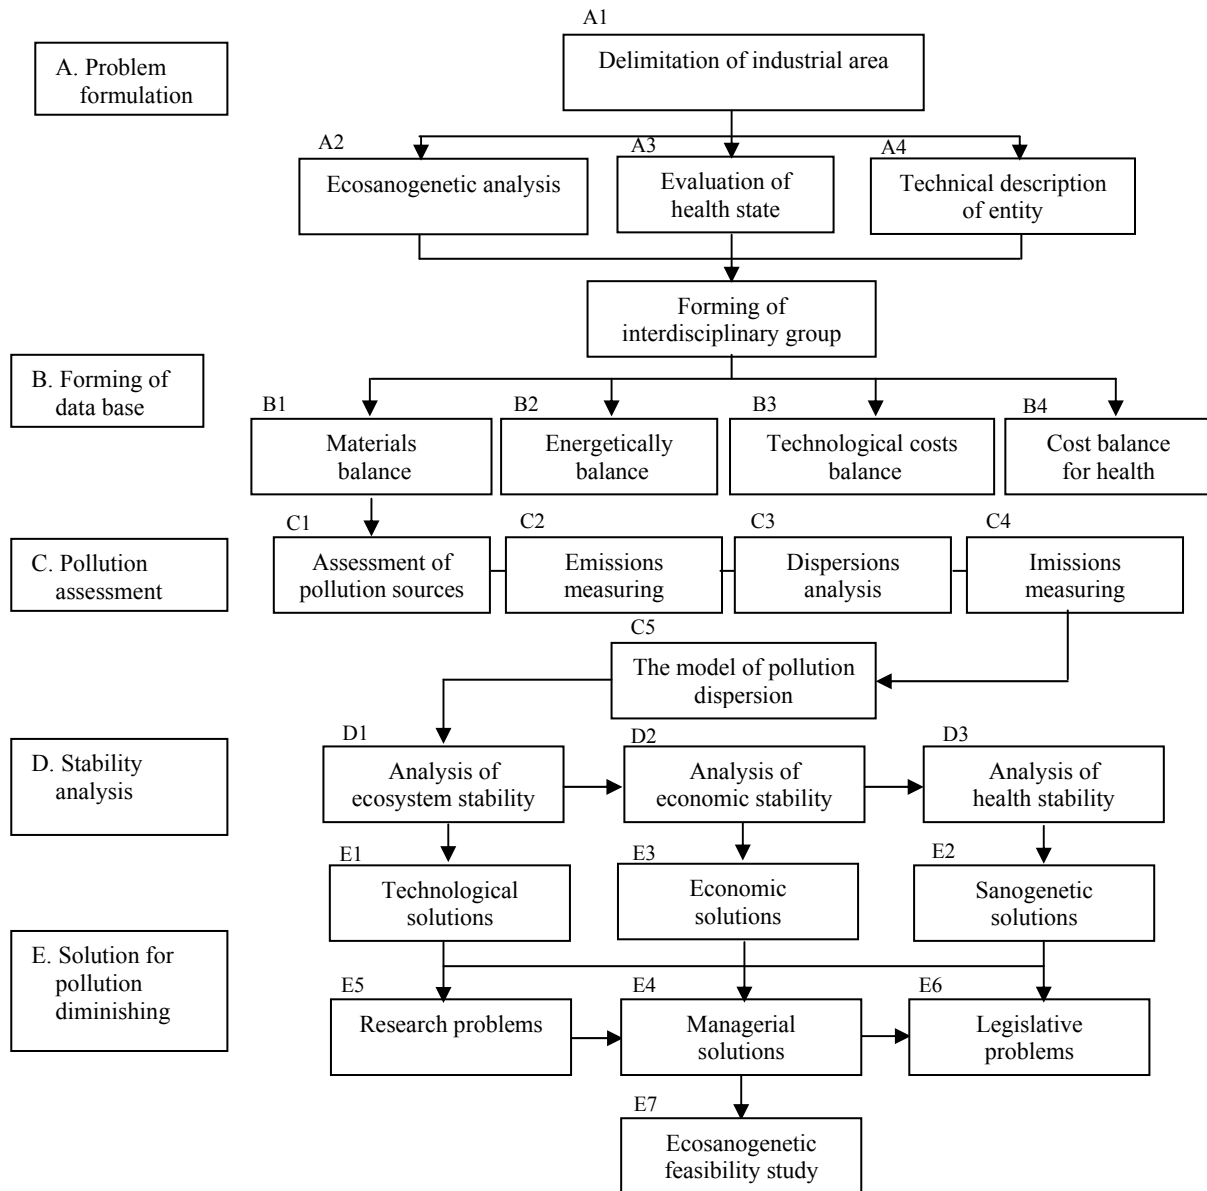 A1
A. Problem
formulation
Delimitation of industrial area
A2
A3
A4
Ecosanogenetic analysis
Evaluation of
health state
Technical description
of entity
Forming of
interdisciplinary group
B. Forming of
data base
B1
B2
B3
B4
Materials
balance
Energetically
balance
Technological costs
balance
Cost balance
for health
C1
C2
C3
C4
C. Pollution
assessment
Assessment of
pollution sources
Emissions
measuring
Dispersions
analysis
Imissions
measuring
C5
The model of pollution
dispersion
D1
D2
D3
D. Stability
analysis
Analysis of
ecosystem stability
Analysis of
economic stability
Analysis of
health stability
E1
E3
E2
Technological
solutions
Economic
solutions
Sanogenetic
solutions
E. Solution for
pollution
diminishing
E5
E4
E6
Research problems
Managerial
solutions
Legislative
problems
E7
Ecosanogenetic
feasibility study